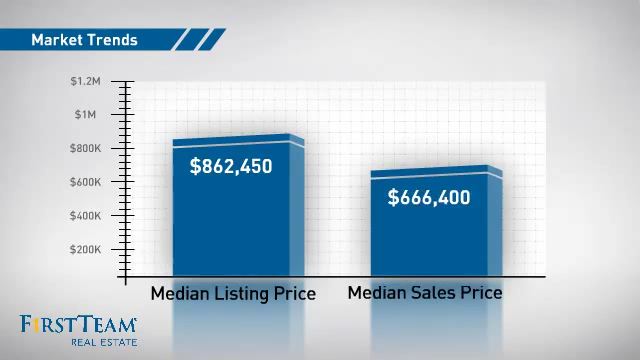 Market Trends
$1.2M
$1M
$800K
$600K
$400K
$200K
$862,450
$666,400
Median Listing Price
Median Sales Price
FIRSTTEAM®
REAL ESTATE